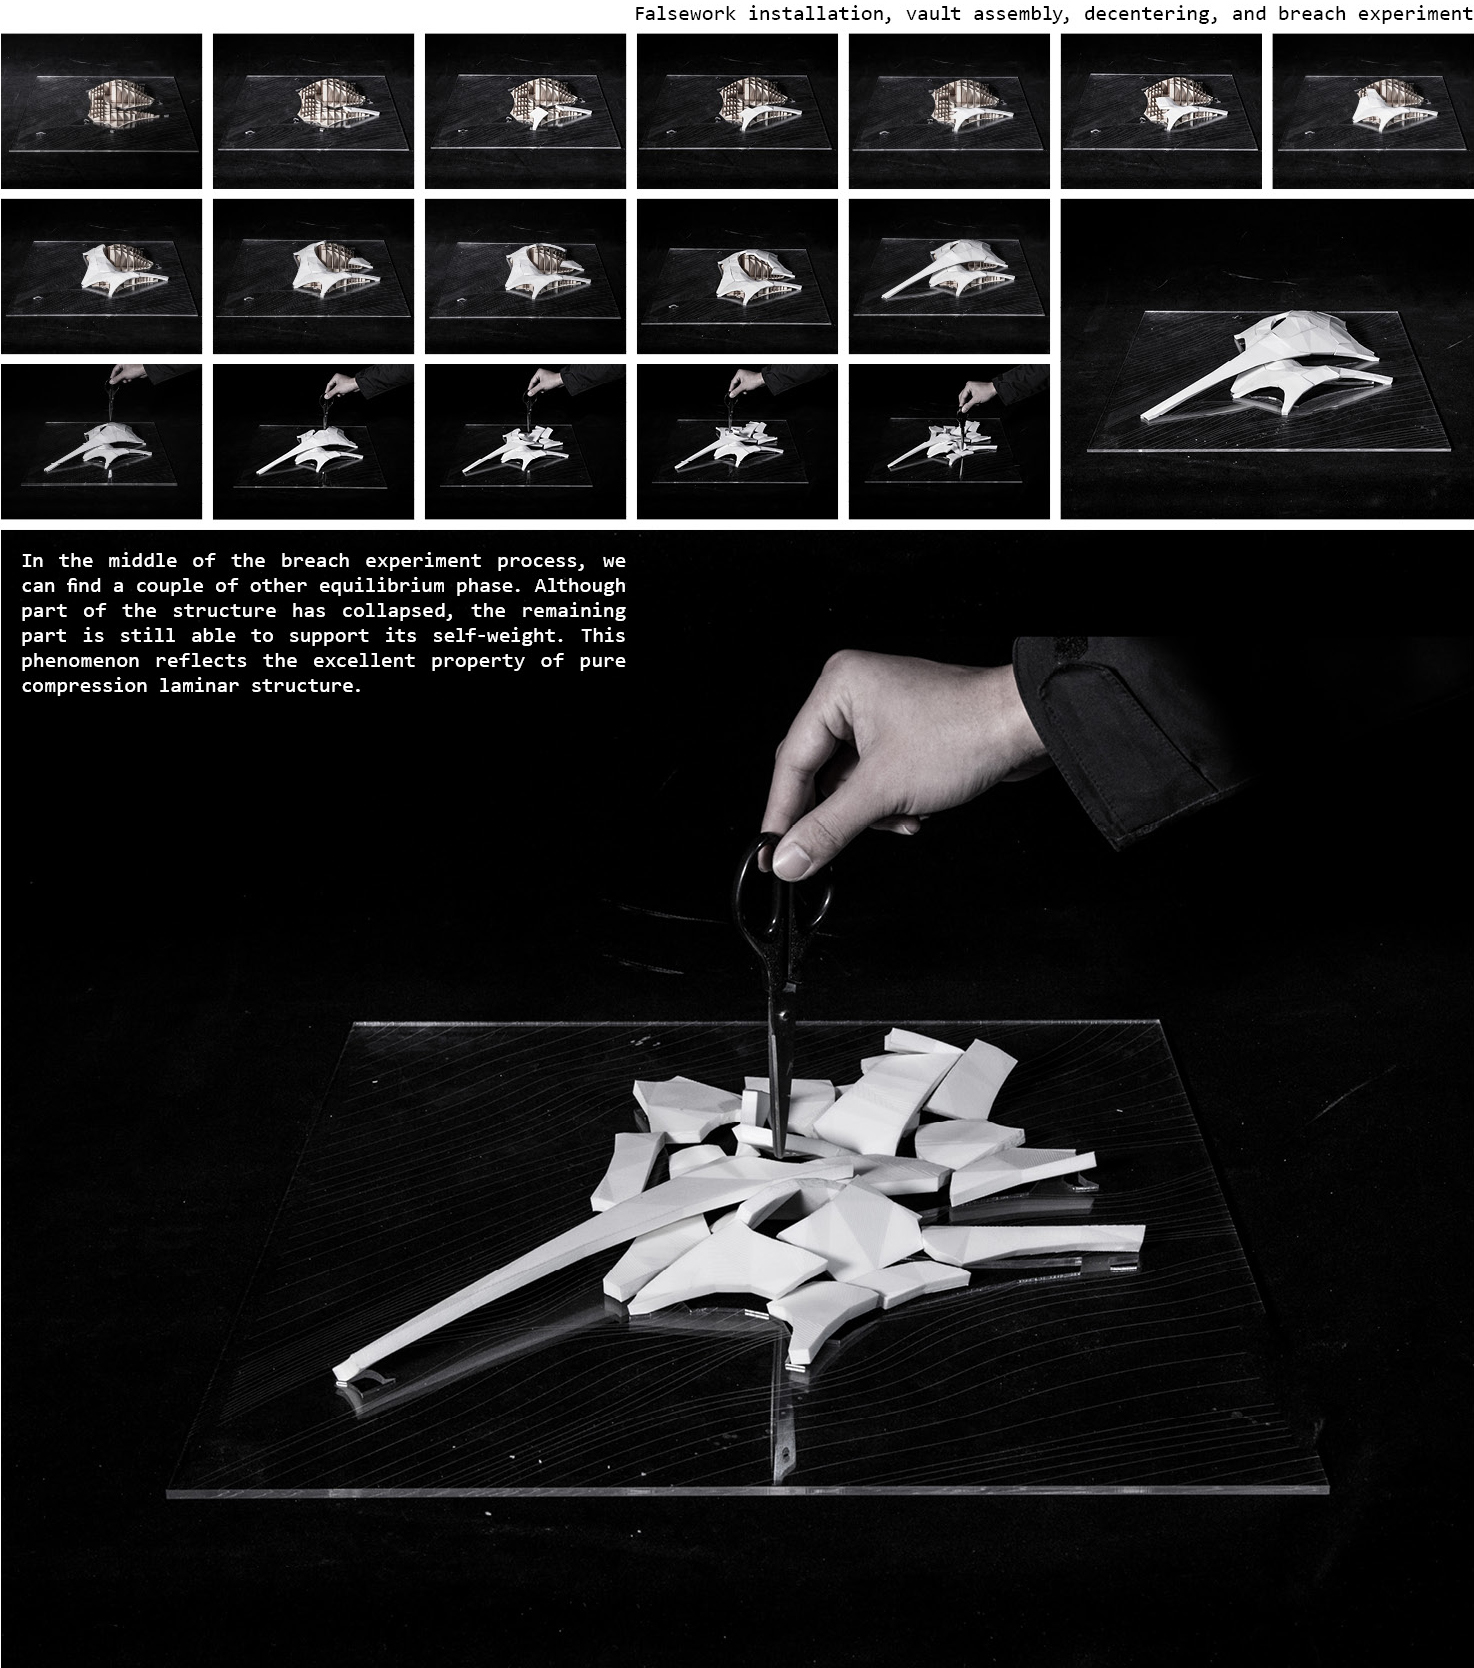 Falsework installation, vault assembly, decentering, and breach experiment
In the middle of the breach experiment process, we
can find a couple of other equilibrium phase. Although
part of the structure has collapsed, the remaining
part is still able to support its self-weight. This
phenomenon reflects the excellent property of pure
compression laminar structure.